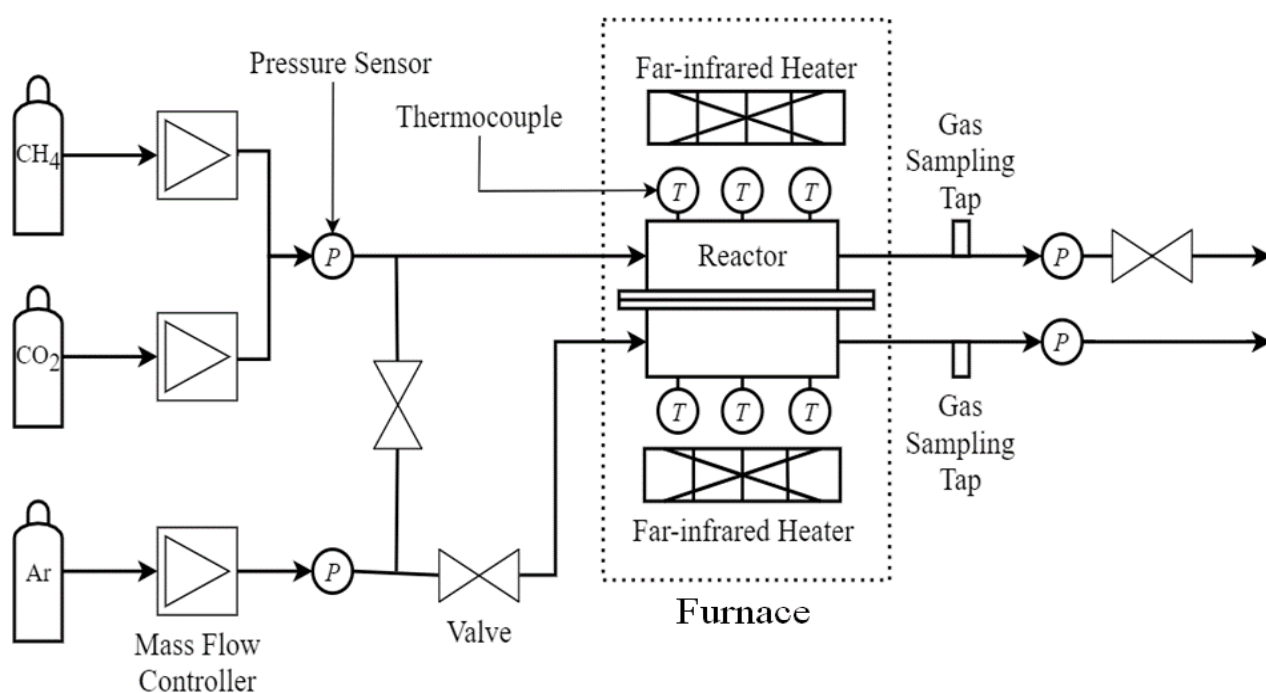 Pressure Sensor
Far-infrared Heater
Thermocouple
Gas
Sampling
Tap
CH4
T
T
T
P
Reactor
P
CO2
P
T
T
T
Gas
Sampling
Tap
Far-infrared Heater
Ar
P
Furnace
Valve
Mass Flow
Controller